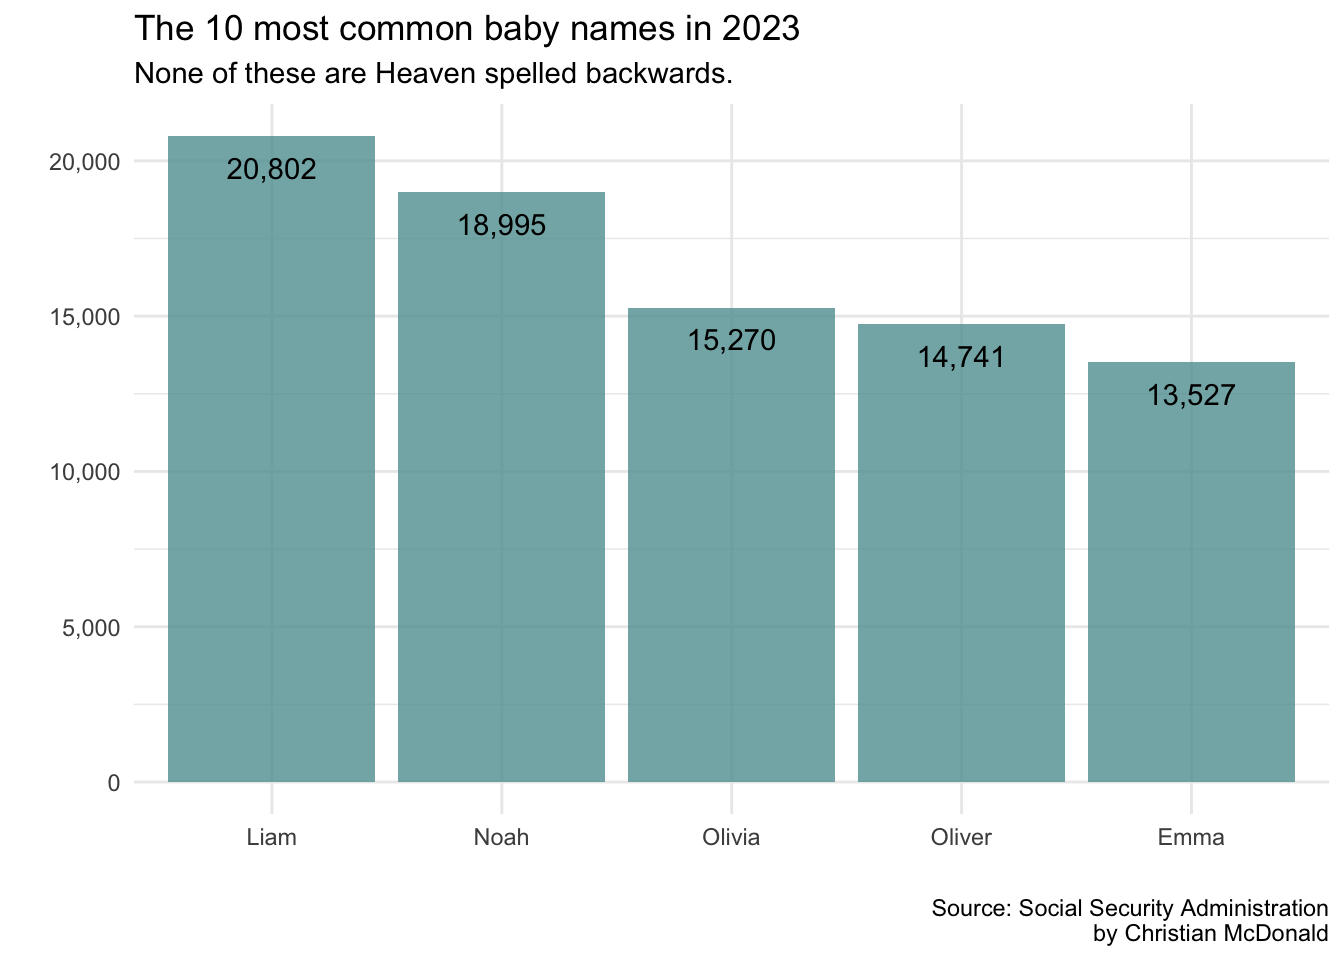 The 10 most common baby names in 2023
None of these are Heaven spelled backwards.
20,000
15,000
10,000
5,000
0
20,802
18,995
15,270
14,741
13,527
Liam
Noah
Olivia
Oliver
Emma
Source: Social Security Administration
by Christian McDonald